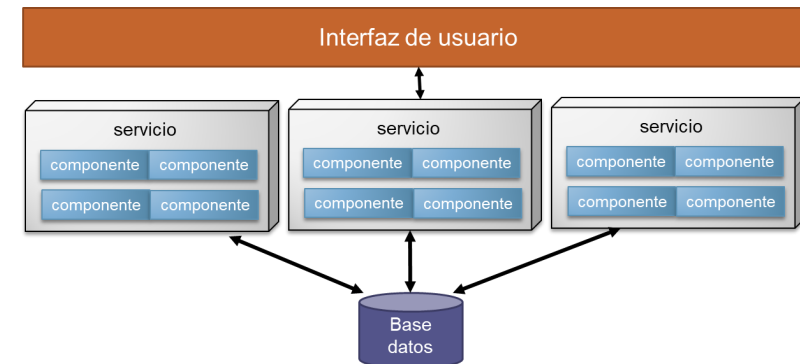 Interfaz de usuario
servicio
componente componente
componente componente
servicio
componente componente
componente componente
servicio
componente componente
componente componente
Base
datos